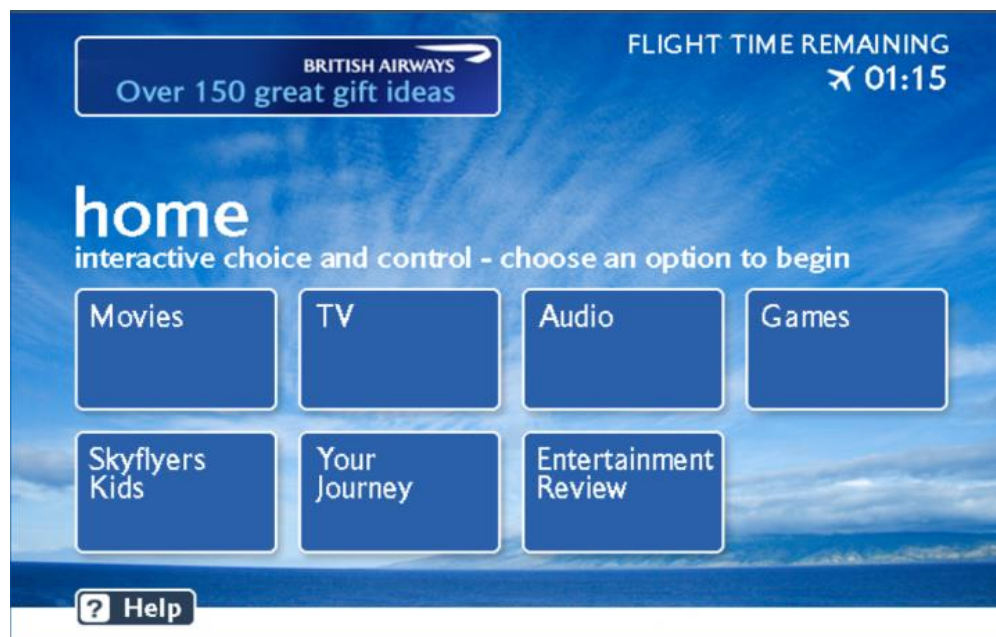 BRITISH AIRWAYS
Over 150 great gift ideas
FLIGHT TIME REMAINING
01:15
home
interactive choice and control - choose an option to begin
Movies
TV
Audio
Games
Skyflyers
Kids
Your
Journey
Entertainment
Review
? Help